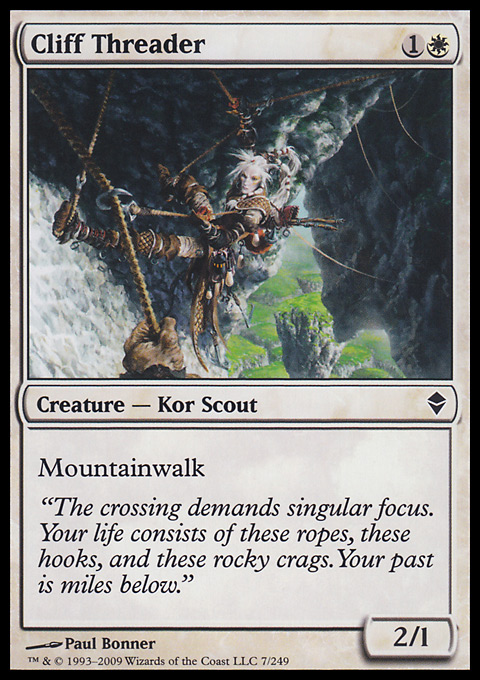 Cliff Threader 1
Creature — Kor Scout
Mountainwalk
“The crossing demands singular focus.
Your life consists of these ropes, these
hooks, and these rocky crags. Your past
is miles below.”
Paul Bonner
2/1
™ & © 1993–2009 Wizards of the Coast LLC 7/249